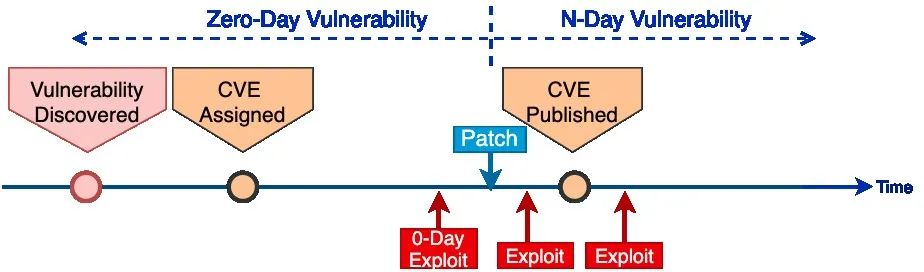 Zero-Day Vulnerability
N-Day Vulnerability
Vulnerability
Discovered
CVE
Assigned
CVE
Published
Patch
Time
0-Day
Exploit
Exploit
Exploit